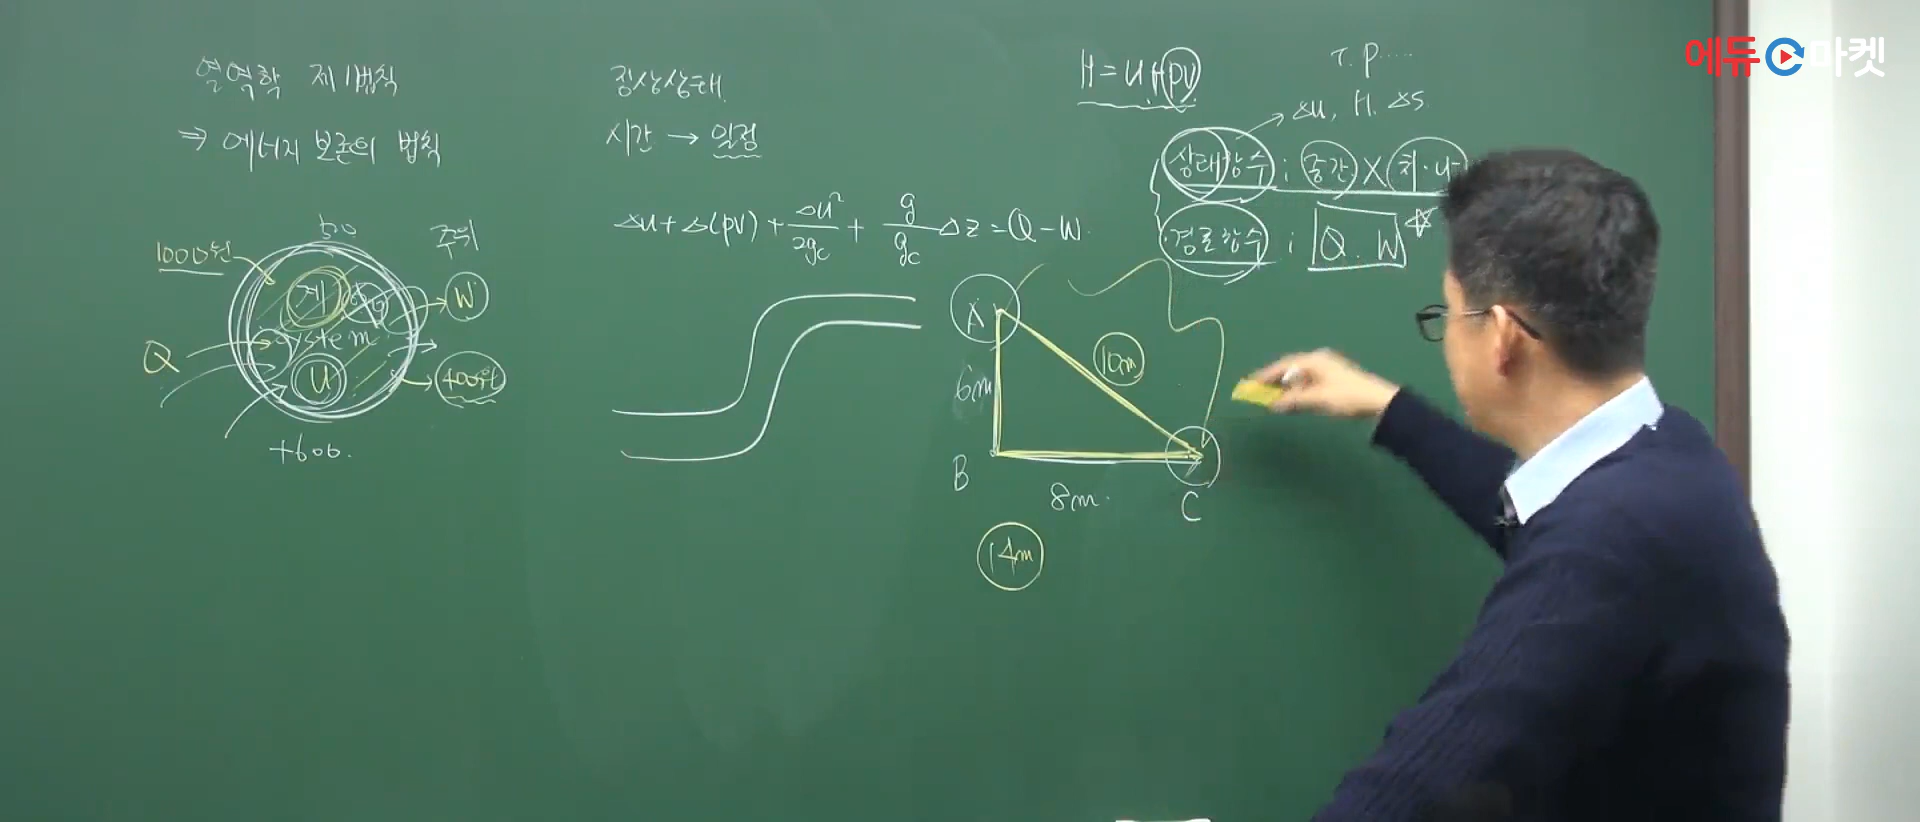 열역학 제1법칙
⇒ 에너지 보존의 법칙
50
주위
1000원
계
W
system
Q
U
400원
+600.
정상상태
시간 → 일정
Δu + Δ(pv) + Δu²/2gc + g/gc Δz = Q - W
A
6m
10m
B
8m
C
14m
H = U + pv
T. p.....
Δu, H, ΔS
상태함수 ; 중간 X 처·나
경로함수 ; Q. W
에듀마켓